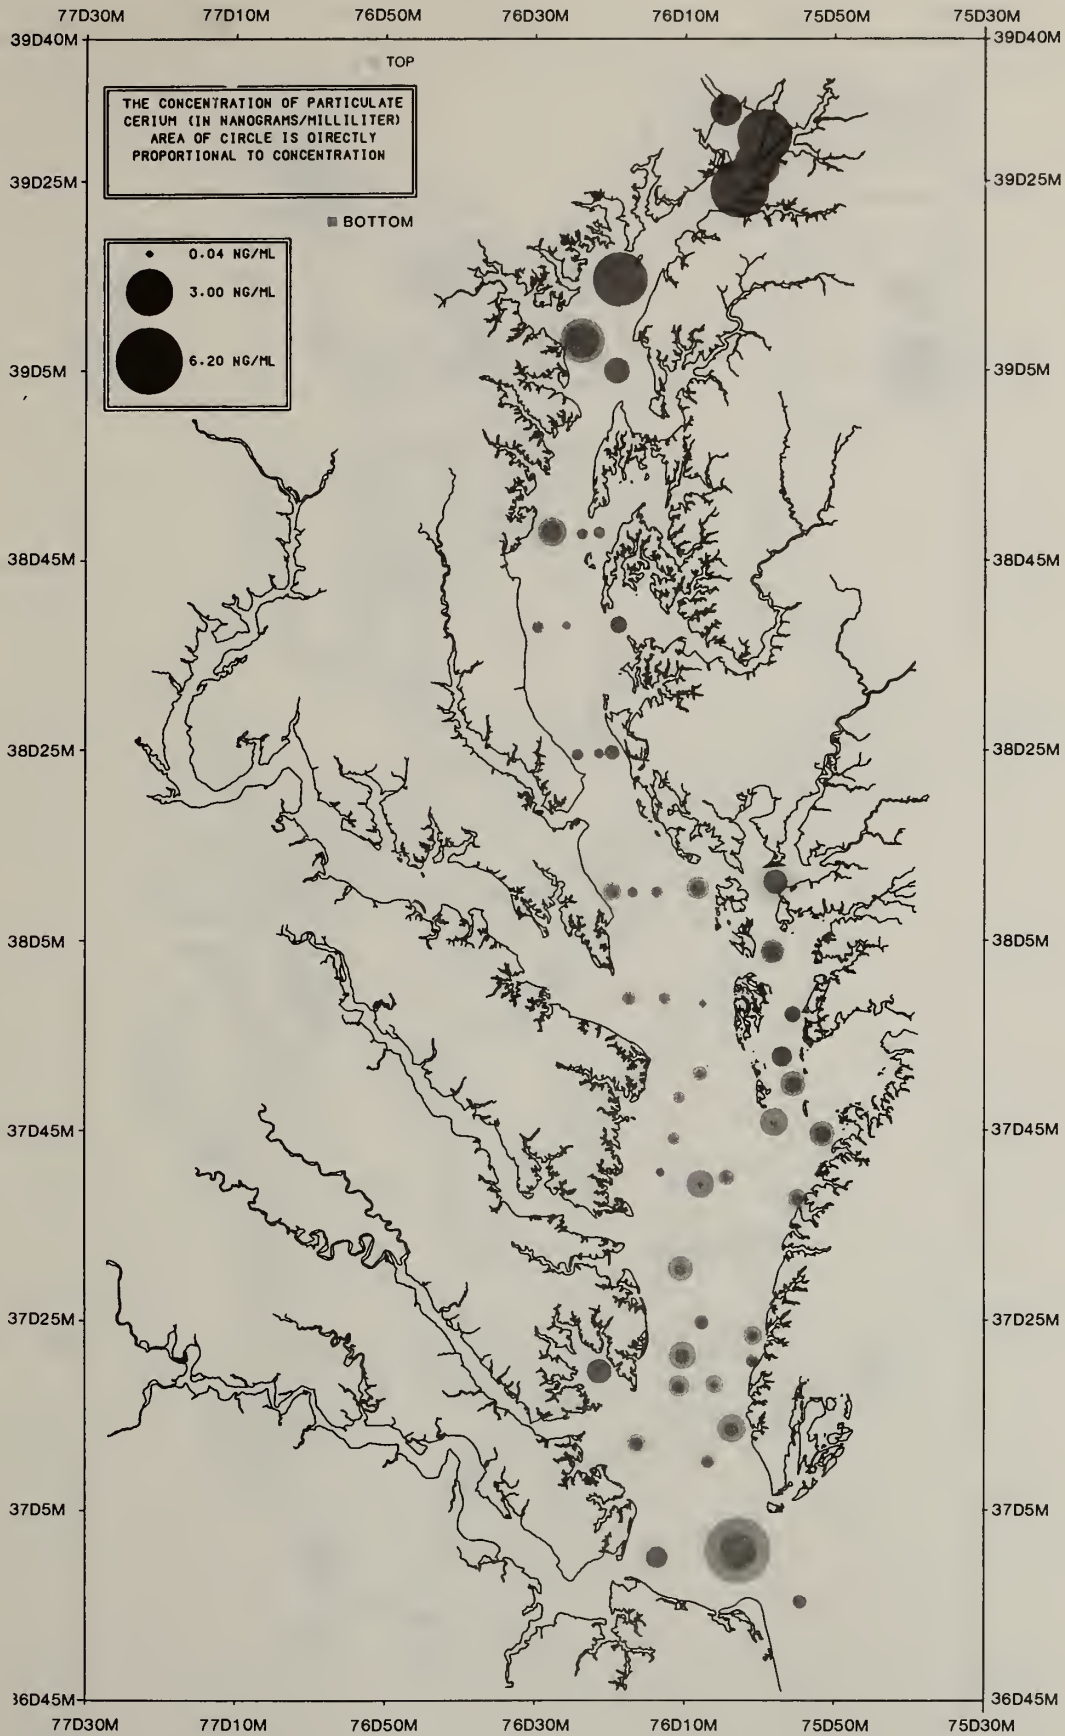 77D30M 77D10M 76D50M 76D30M 76D10M 75D50M 75D30M
39D40M 39D40M
TOP
THE CONCENTRATION OF PARTICULATE
CERIUM (IN NANOGRAMS/MILLILITER)
AREA OF CIRCLE IS DIRECTLY
PROPORTIONAL TO CONCENTRATION
39D25M 39D25M
BOTTOM
0.04 NG/ML
3.00 NG/ML
6.20 NG/ML
39D5M 39D5M
38D45M 38D45M
38D25M 38D25M
38D5M 38D5M
37D45M 37D45M
37D25M 37D25M
37D5M 37D5M
36D45M 36D45M
77D30M 77D10M 76D50M 76D30M 76D10M 75D50M 75D30M